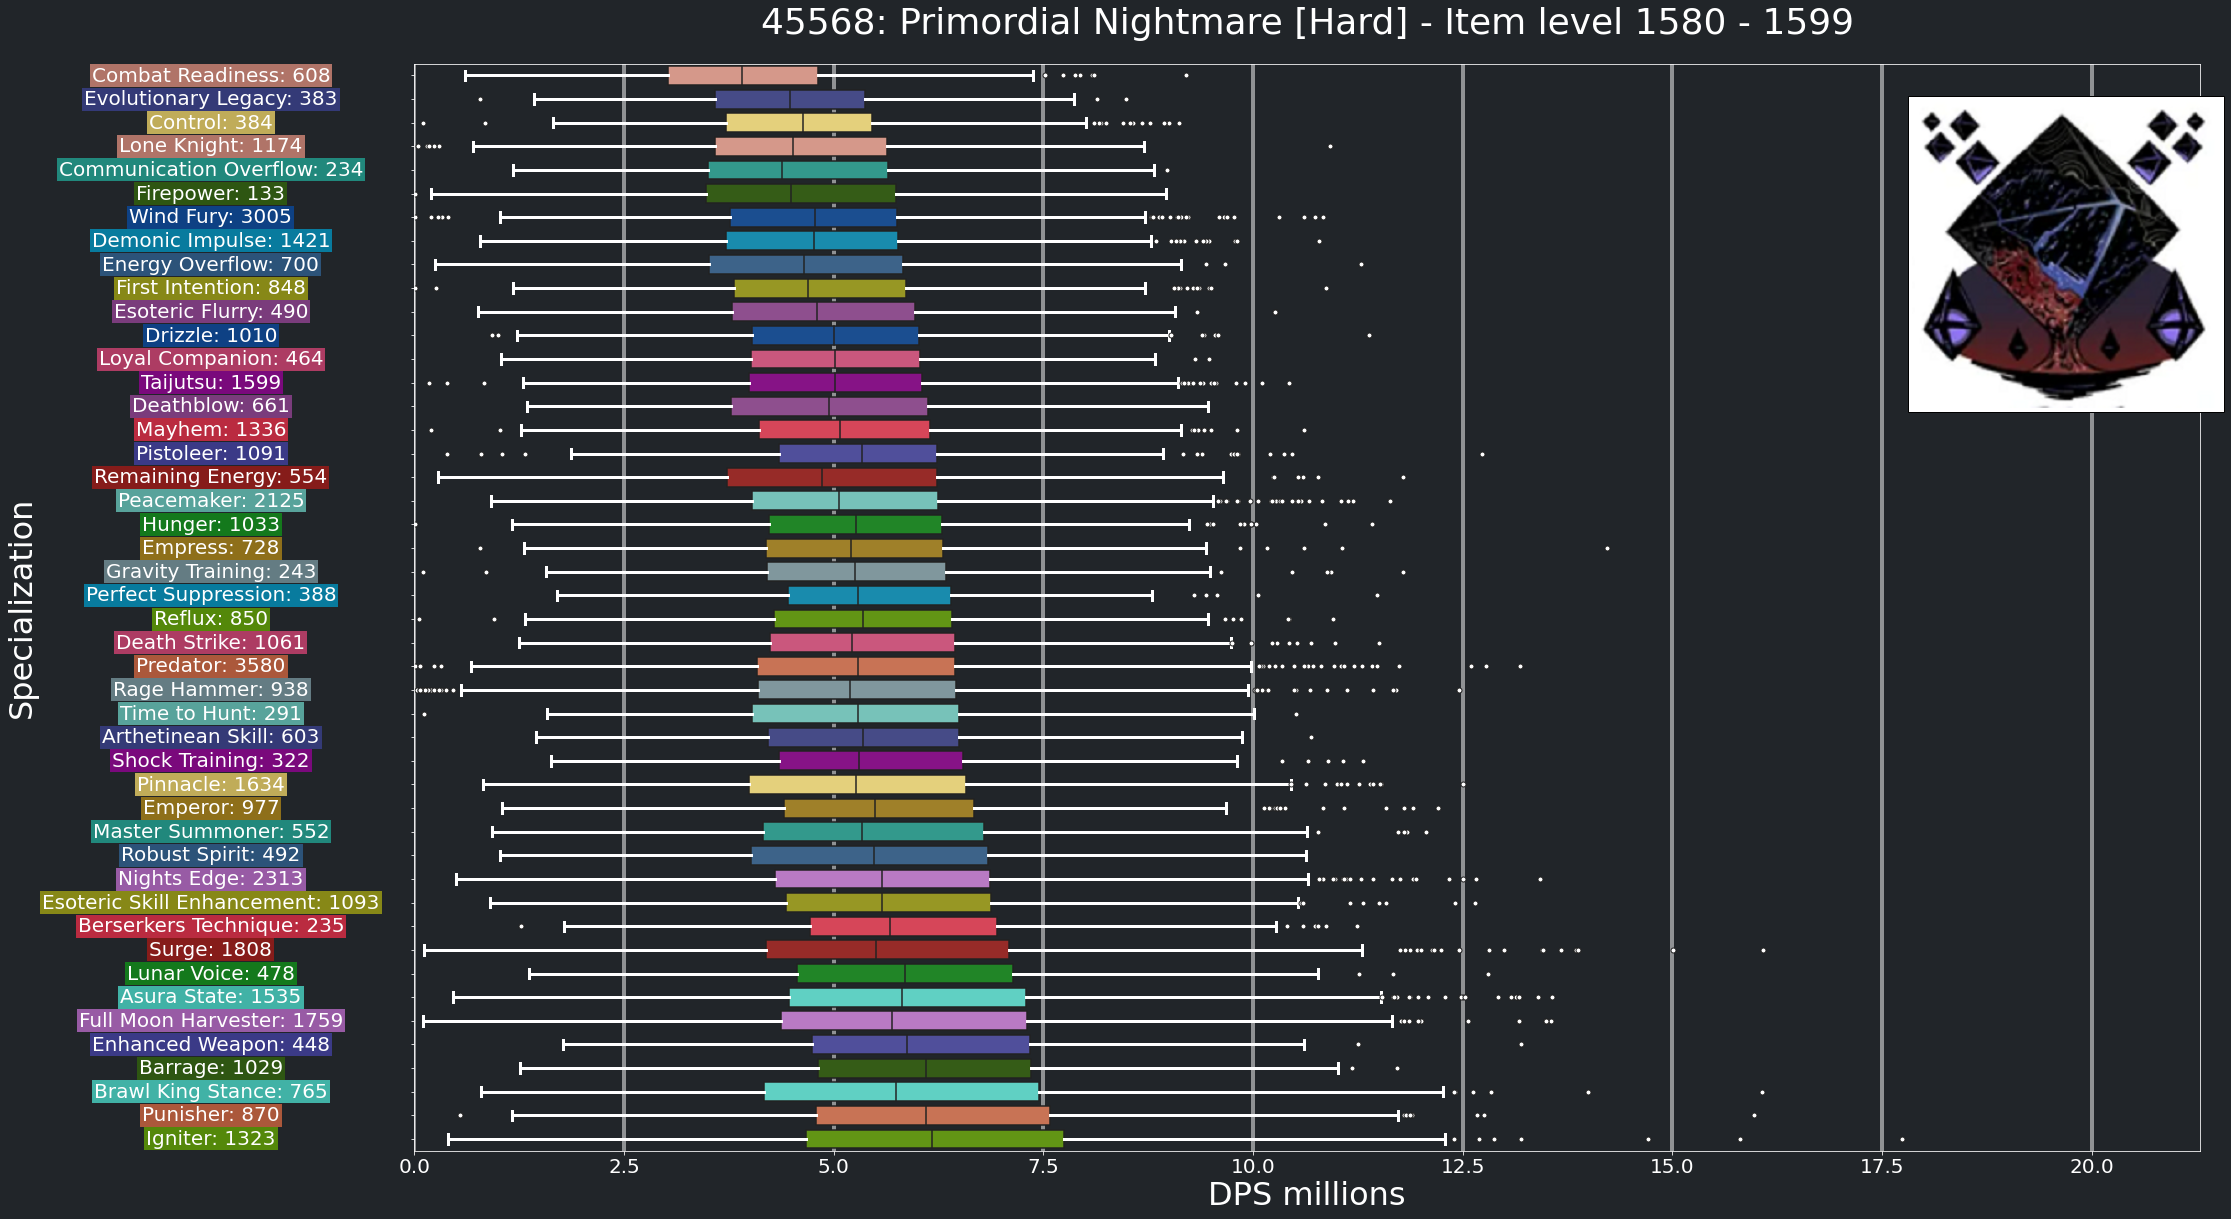 45568: Primordial Nightmare [Hard] - Item level 1580 - 1599
Specialization
Combat Readiness: 608
Evolutionary Legacy: 383
Control: 384
Lone Knight: 1174
Communication Overflow: 234
Firepower: 133
Wind Fury: 3005
Demonic Impulse: 1421
Energy Overflow: 700
First Intention: 848
Esoteric Flurry: 490
Drizzle: 1010
Loyal Companion: 464
Taijutsu: 1599
Deathblow: 661
Mayhem: 1336
Pistoleer: 1091
Remaining Energy: 554
Peacemaker: 2125
Hunger: 1033
Empress: 728
Gravity Training: 243
Perfect Suppression: 388
Reflux: 850
Death Strike: 1061
Predator: 3580
Rage Hammer: 938
Time to Hunt: 291
Arthetinean Skill: 603
Shock Training: 322
Pinnacle: 1634
Emperor: 977
Master Summoner: 552
Robust Spirit: 492
Nights Edge: 2313
Esoteric Skill Enhancement: 1093
Berserkers Technique: 235
Surge: 1808
Lunar Voice: 478
Asura State: 1535
Full Moon Harvester: 1759
Enhanced Weapon: 448
Barrage: 1029
Brawl King Stance: 765
Punisher: 870
Igniter: 1323
0.0 2.5 5.0 7.5 10.0 12.5 15.0 17.5 20.0
DPS millions